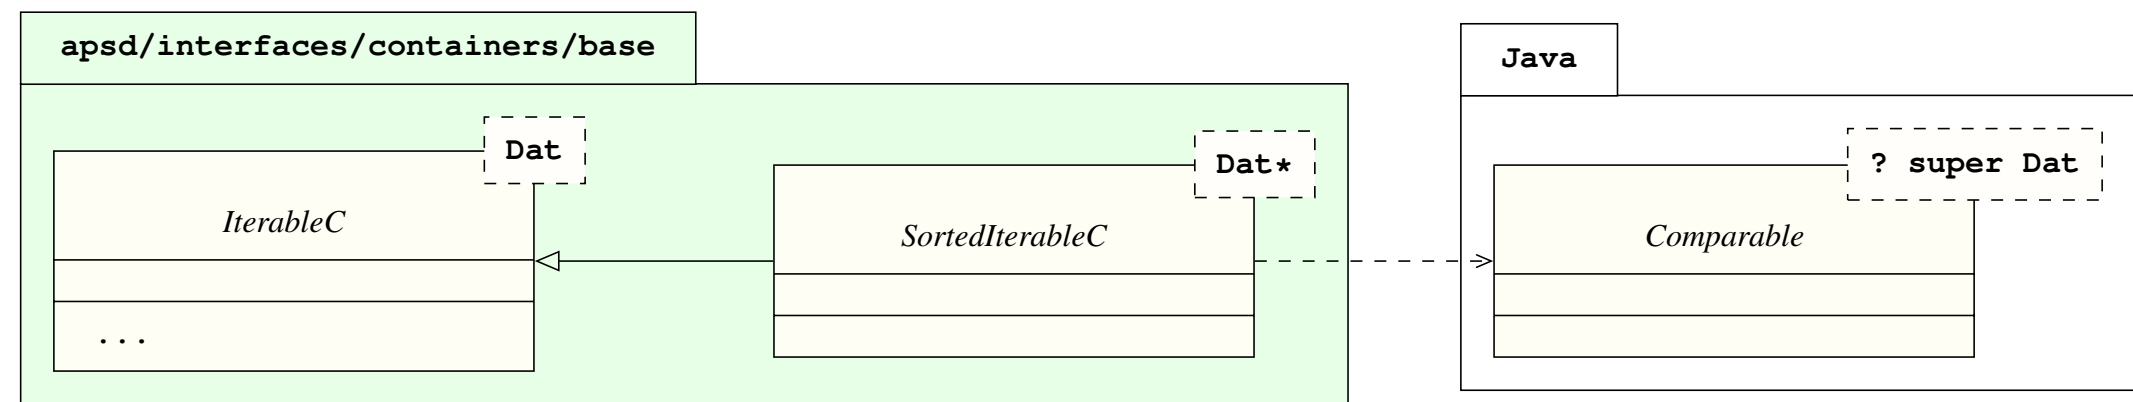 apsd/interfaces/containers/base
Java
Dat
Dat*
? super Dat
IterableC
SortedIterableC
Comparable
...